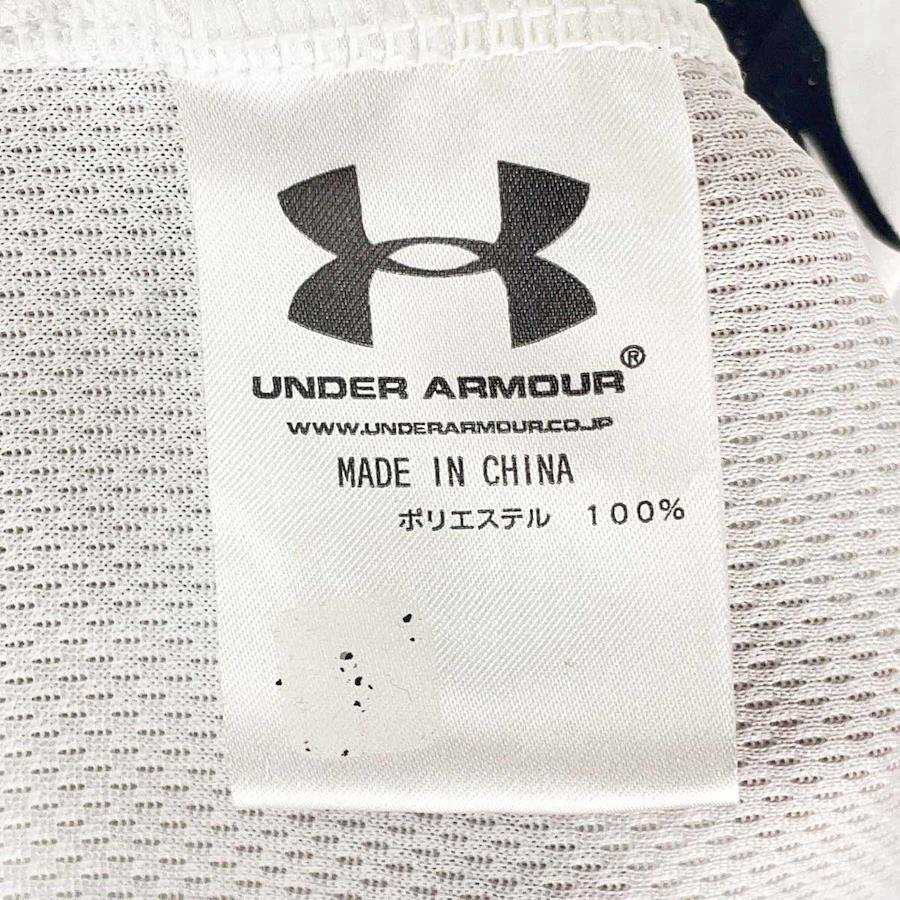 UNDER ARMOUR®
WWW.UNDERARMOUR.CO.JP
MADE IN CHINA
ポリエステル 100%